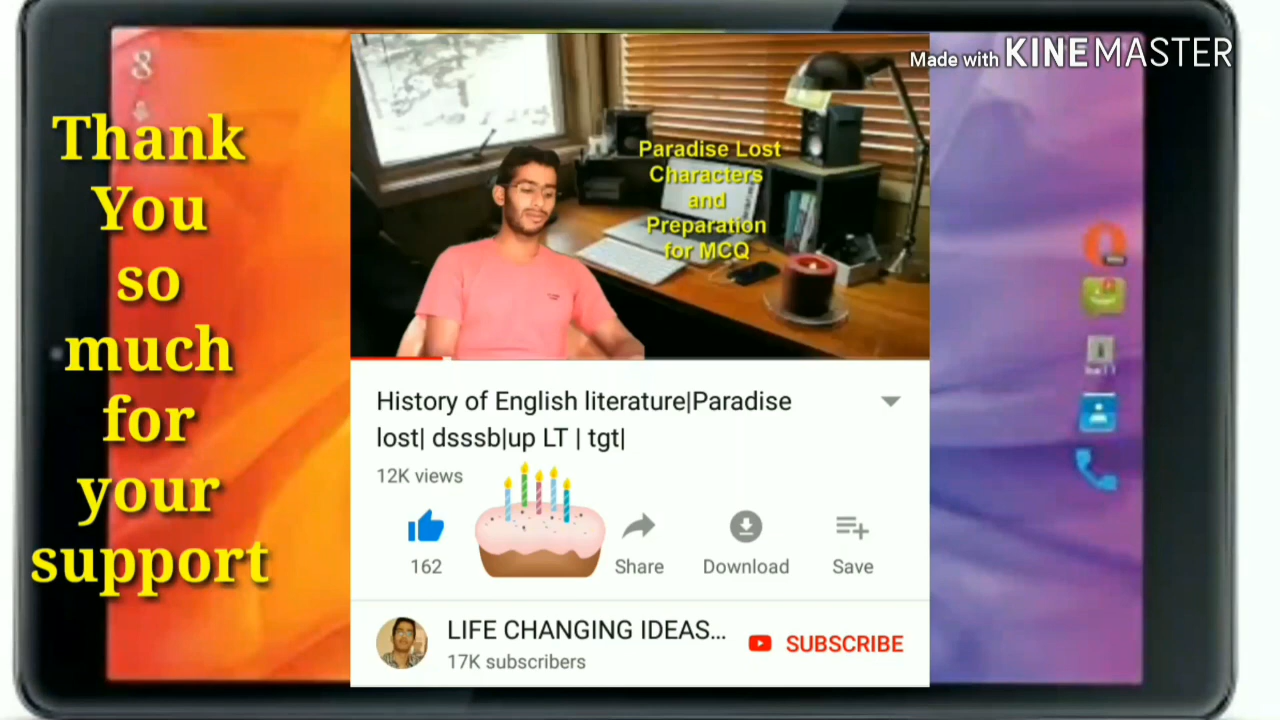 Made with KINEMASTER
8
Thank
You
so
much
for
your
support
Paradise Lost
Characters
and
Preparation
for MCQ
History of English literature|Paradise
lost| dsssb|up LT | tgt|
12K views
162
Share
Download
Save
LIFE CHANGING IDEAS...
17K subscribers
SUBSCRIBE